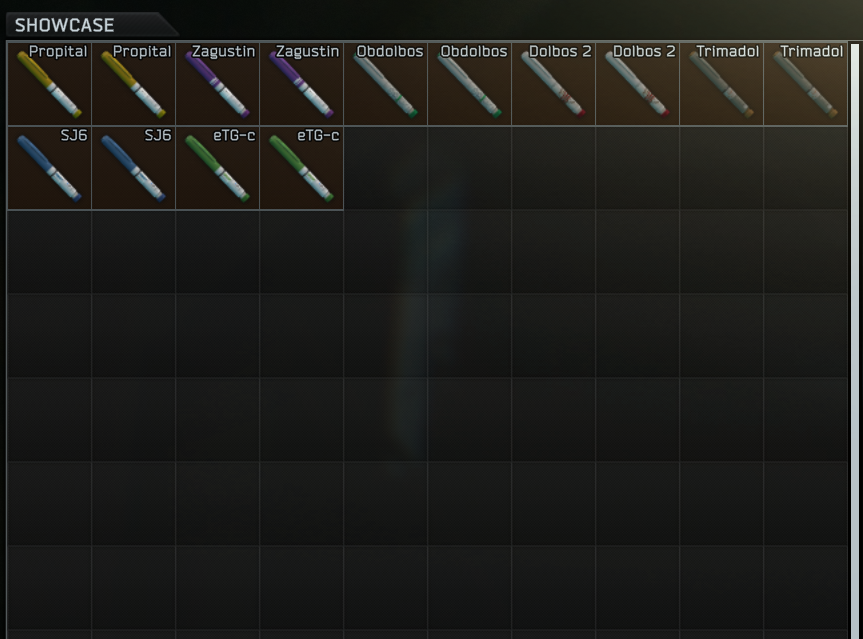 SHOWCASE
Propital Propital Zagustin Zagustin Obdolbos Obdolbos Dolbos 2 Dolbos 2 Trimadol Trimadol
SJ6 SJ6 eTG-c eTG-c